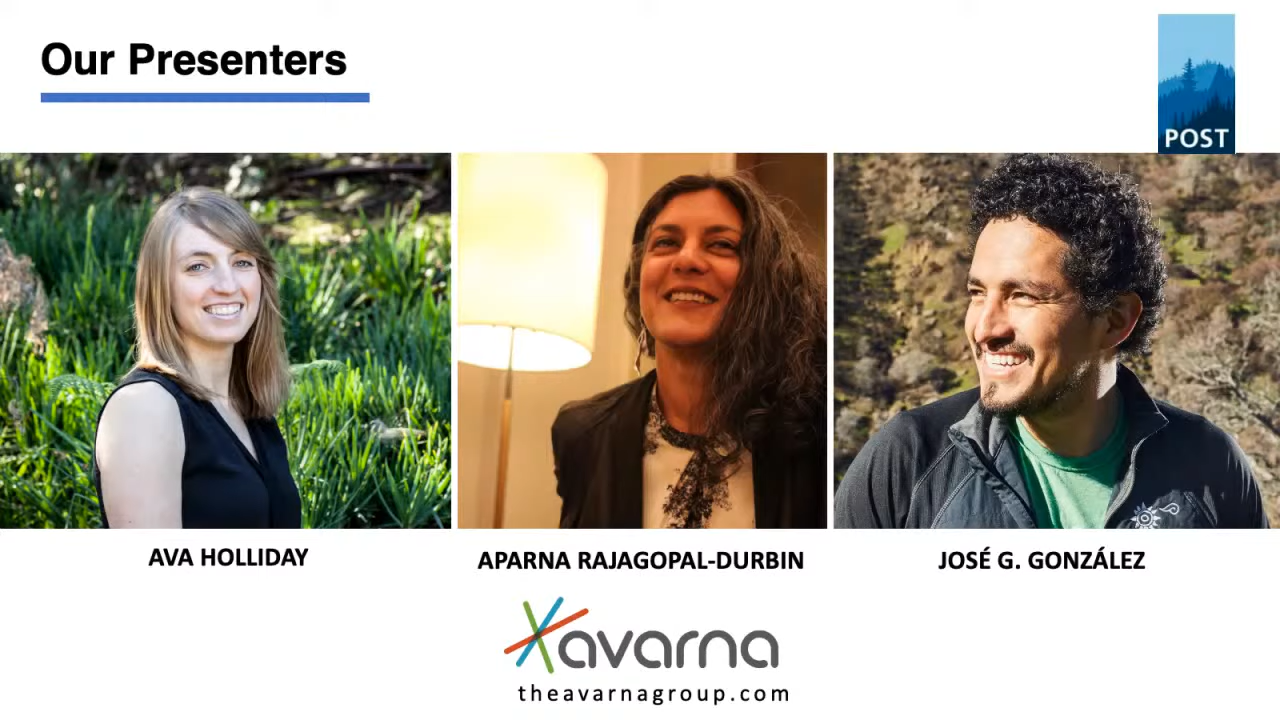 Our Presenters
POST
AVA HOLLIDAY
APARNA RAJAGOPAL-DURBIN
JOSÉ G. GONZÁLEZ
avarna
theavarnagroup.com